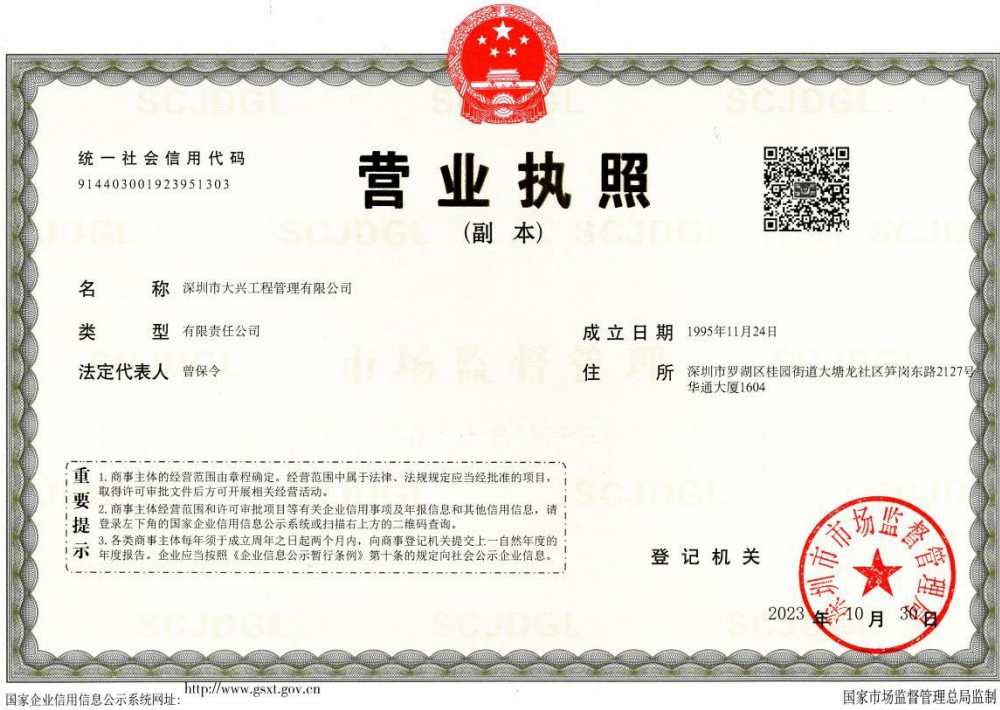 统一社会信用代码
914403001923951303
营业执照
(副 本)
名 称 深圳市大兴工程管理有限公司
类 型 有限责任公司
成立日期 1995年11月24日
法定代表人 曾保令
住 所 深圳市罗湖区桂园街道大塘龙社区笋岗东路2127号
华通大厦1604
重要提示
1. 商事主体的经营范围由章程确定。经营范围中属于法律、法规规定应当经批准的项目,
取得许可审批文件后方可开展相关经营活动。
2. 商事主体经营范围和许可审批项目等有关企业信用事项及年报信息和其他信用信息,请
登录左下角的国家企业信用信息公示系统或扫描右上方的二维码查询。
3. 各类商事主体每年须于成立周年之日起两个月内,向商事登记机关提交上一自然年度的
年度报告。企业应当按照《企业信息公示暂行条例》第十条的规定向社会公示企业信息。
登记机关
深圳市市场监督管理局
2023 年 10 月 30 日
国家企业信用信息公示系统网址: http://www.gsxt.gov.cn
国家市场监督管理总局监制
SCJDGL SCJDGL SCJDGL
SCJDGL SCJDGL SCJDGL
市场监督管理
SCJDGL SCJDGL SCJDGL